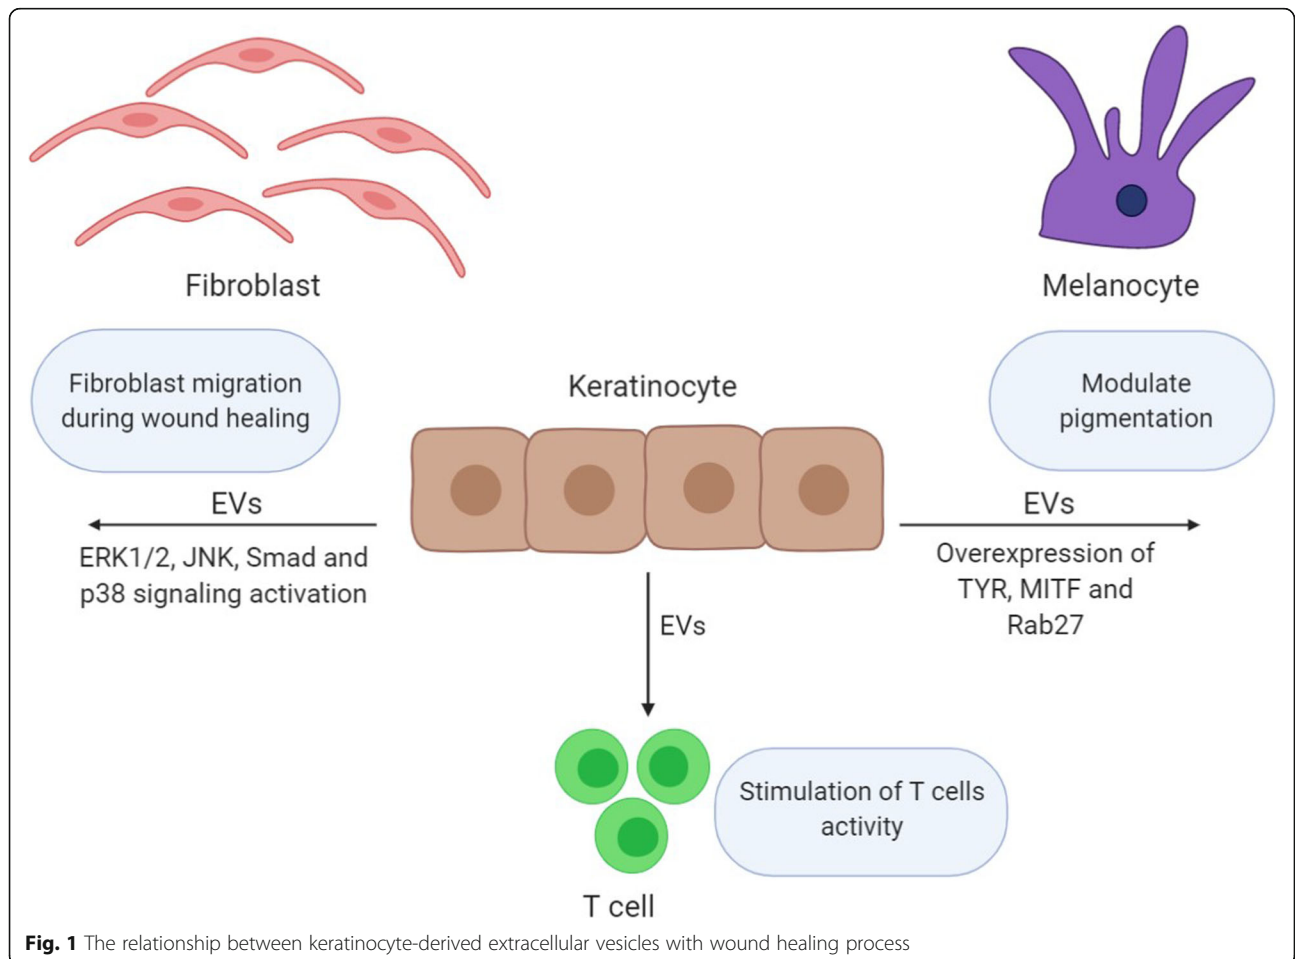 Fibroblast
Melanocyte
Fibroblast migration
during wound healing
Keratinocyte
Modulate
pigmentation
EVs
ERK1/2, JNK, Smad and
p38 signaling activation
EVs
Overexpression of
TYR, MITF and
Rab27
EVs
Stimulation of T cells
activity
T cell
Fig. 1 The relationship between keratinocyte-derived extracellular vesicles with wound healing process